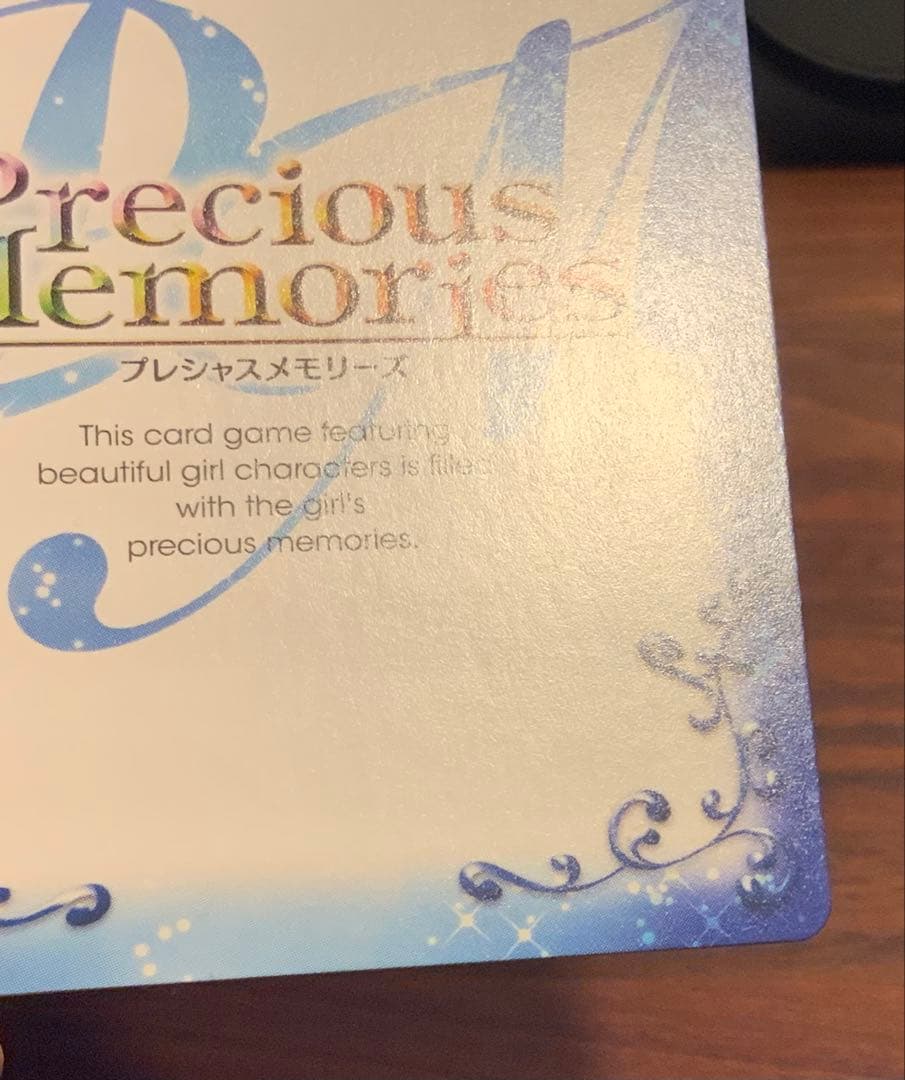 Precious
Memories
プレシャスメモリーズ
This card game featuring
beautiful girl characters is filled
with the girl's
precious memories.